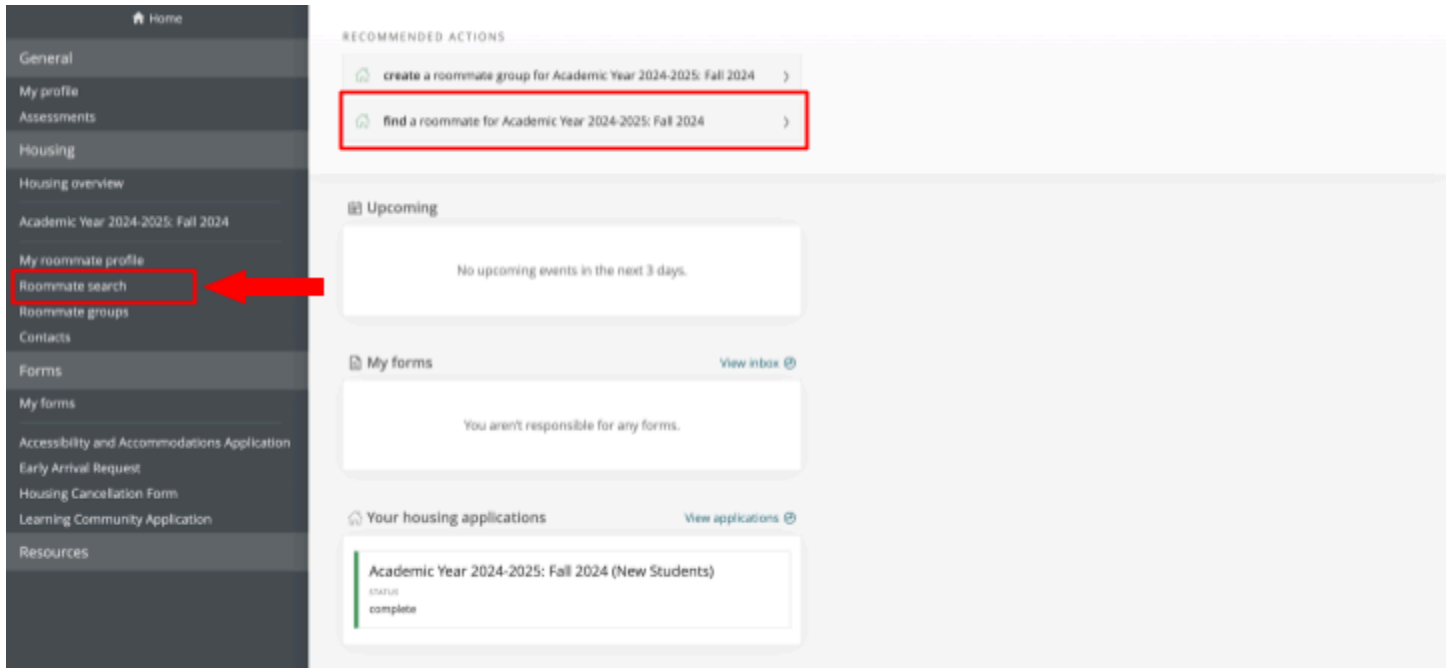 Home
General
My profile
Assessments
Housing
Housing overview
Academic Year 2024-2025: Fall 2024
My roommate profile
Roommate search
Roommate groups
Contacts
Forms
My forms
Accessibility and Accommodations Application
Early Arrival Request
Housing Cancellation Form
Learning Community Application
Resources
RECOMMENDED ACTIONS
create a roommate group for Academic Year 2024-2025: Fall 2024
find a roommate for Academic Year 2024-2025: Fall 2024
Upcoming
No upcoming events in the next 3 days.
My forms View inbox
You aren't responsible for any forms.
Your housing applications View applications
Academic Year 2024-2025: Fall 2024 (New Students)
STATUS
complete